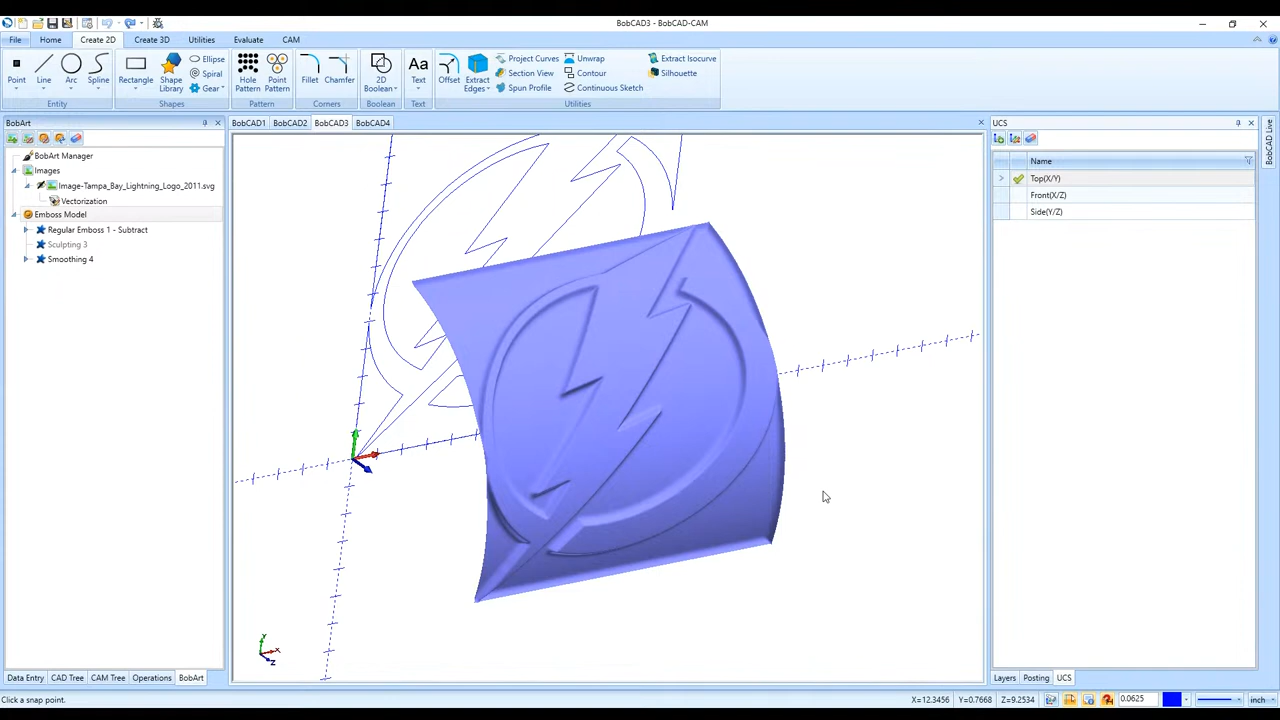 BobCAD3 - BobCAD-CAM
File Home Create 2D Create 3D Utilities Evaluate CAM
Point Line Arc Spline
Entity
Rectangle Shape Library Ellipse Spiral Gear
Shapes
Hole Pattern Point Pattern
Pattern
Fillet Chamfer
Corners
2D Boolean
Boolean
Aa Text
Text
Offset Extract Edges Project Curves Section View Spun Profile Unwrap Contour Continuous Sketch Extract Isocurve Silhouette
Utilities
BobArt
BobArt Manager
Images
Image-Tampa_Bay_Lightning_Logo_2011.svg
Vectorization
Emboss Model
Regular Emboss 1 - Subtract
Sculpting 3
Smoothing 4
Data Entry CAD Tree CAM Tree Operations BobArt
BobCAD1 BobCAD2 BobCAD3 BobCAD4
Y
X
Z
UCS
Name
Top(X/Y)
Front(X/Z)
Side(Y/Z)
Layers Posting UCS
BobCAD Live
Click a snap point. X=12.3456 Y=0.7668 Z=9.2534 0.0625 inch